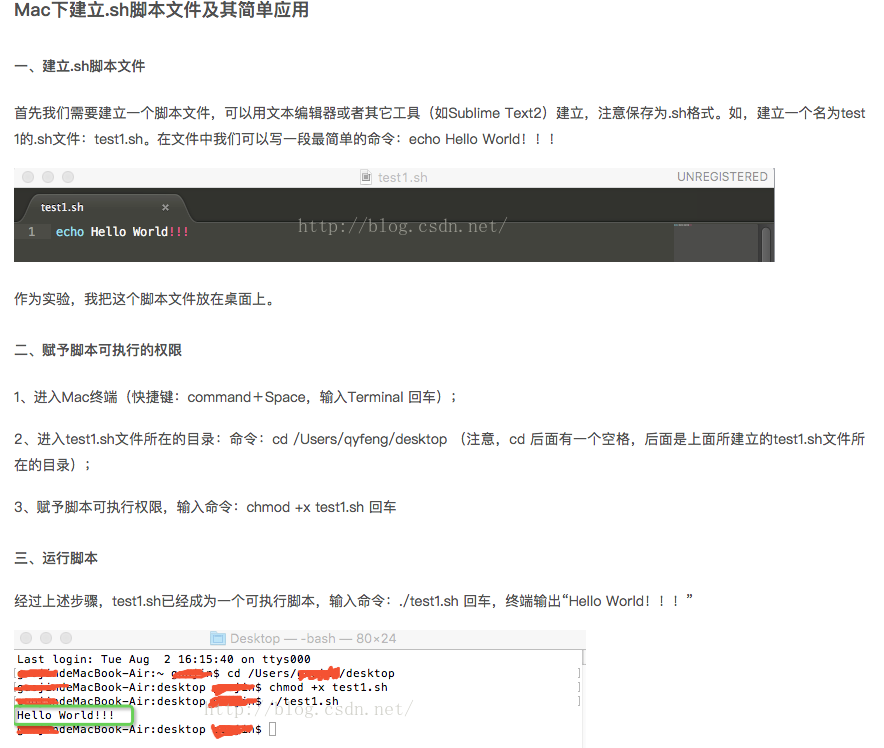 Mac下建立.sh脚本文件及其简单应用
一、建立.sh脚本文件
首先我们需要建立一个脚本文件，可以用文本编辑器或者其它工具（如Sublime Text2）建立，注意保存为.sh格式。如，建立一个名为test
1的.sh文件：test1.sh。在文件中我们可以写一段最简单的命令：echo Hello World！！！
test1.sh
UNREGISTERED
test1.sh ×
1 echo Hello World!!!
http://blog.csdn.net/
作为实验，我把这个脚本文件放在桌面上。
二、赋予脚本可执行的权限
1、进入Mac终端（快捷键：command＋Space，输入Terminal 回车）；
2、进入test1.sh文件所在的目录：命令：cd /Users/qyfeng/desktop （注意，cd 后面有一个空格，后面是上面所建立的test1.sh文件所
在的目录）；
3、赋予脚本可执行权限，输入命令：chmod +x test1.sh 回车
三、运行脚本
经过上述步骤，test1.sh已经成为一个可执行脚本，输入命令：./test1.sh 回车，终端输出“Hello World！！！”
Desktop — -bash — 80×24
Last login: Tue Aug  2 16:15:40 on ttys000
deMacBook-Air:~ $ cd /Users/ /desktop
deMacBook-Air:desktop $ chmod +x test1.sh
deMacBook-Air:desktop $ ./test1.sh
http://blog.csdn.net/
Hello World!!!
deMacBook-Air:desktop $